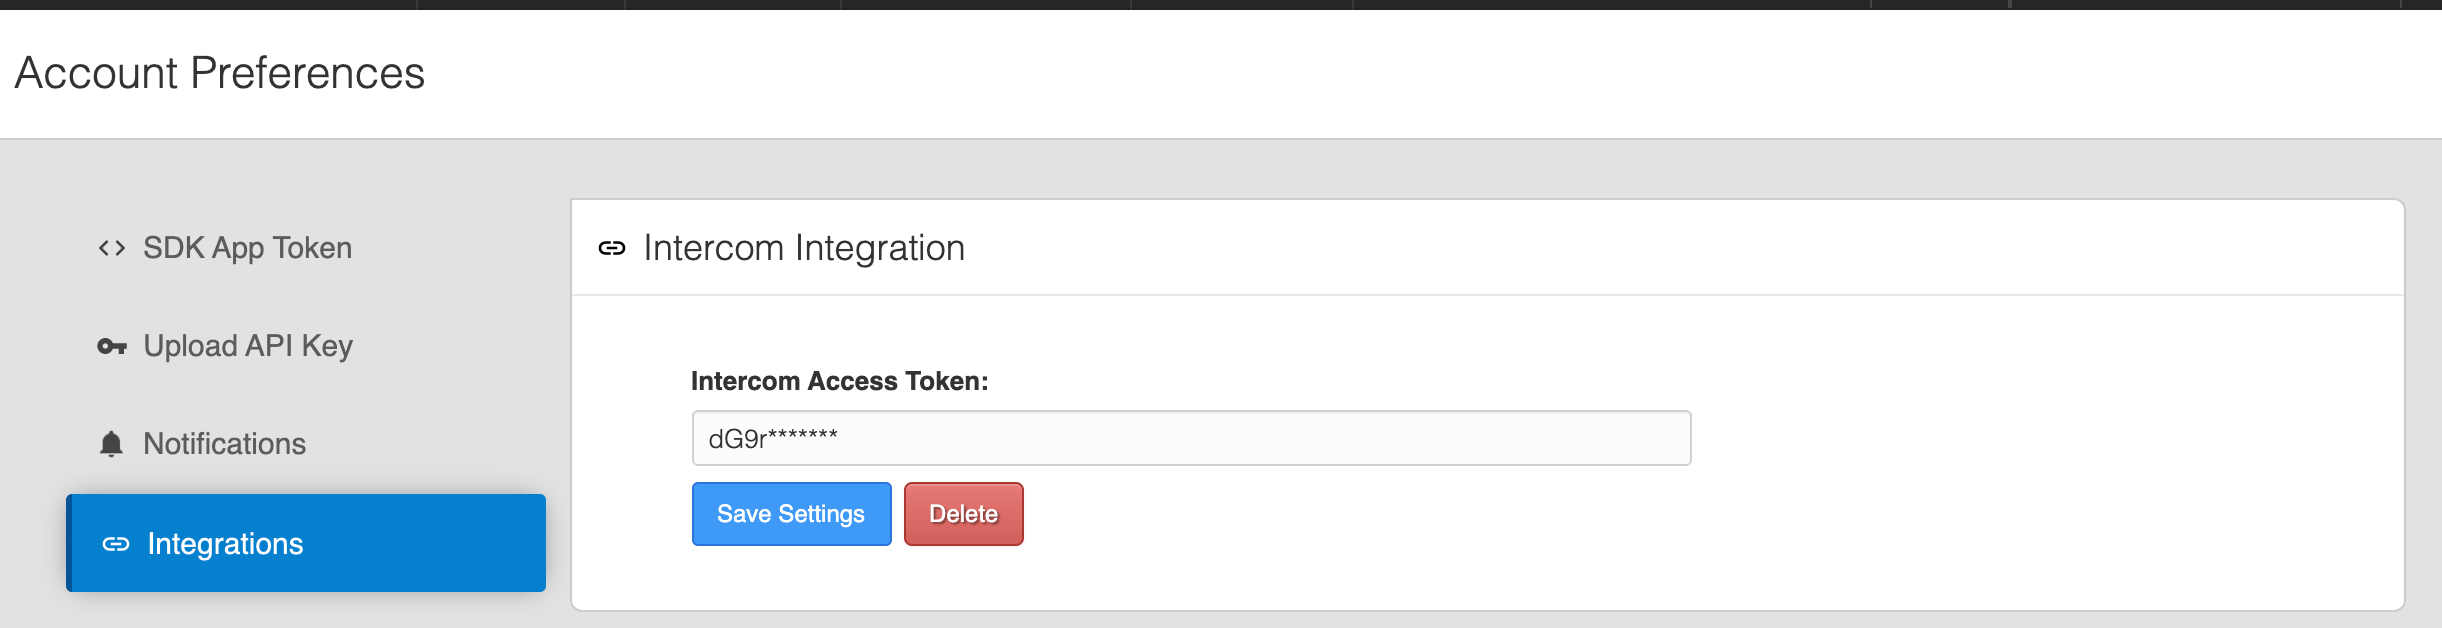 Account Preferences
SDK App Token
Upload API Key
Notifications
Integrations
Intercom Integration
Intercom Access Token:
dG9r*******
Save Settings
Delete